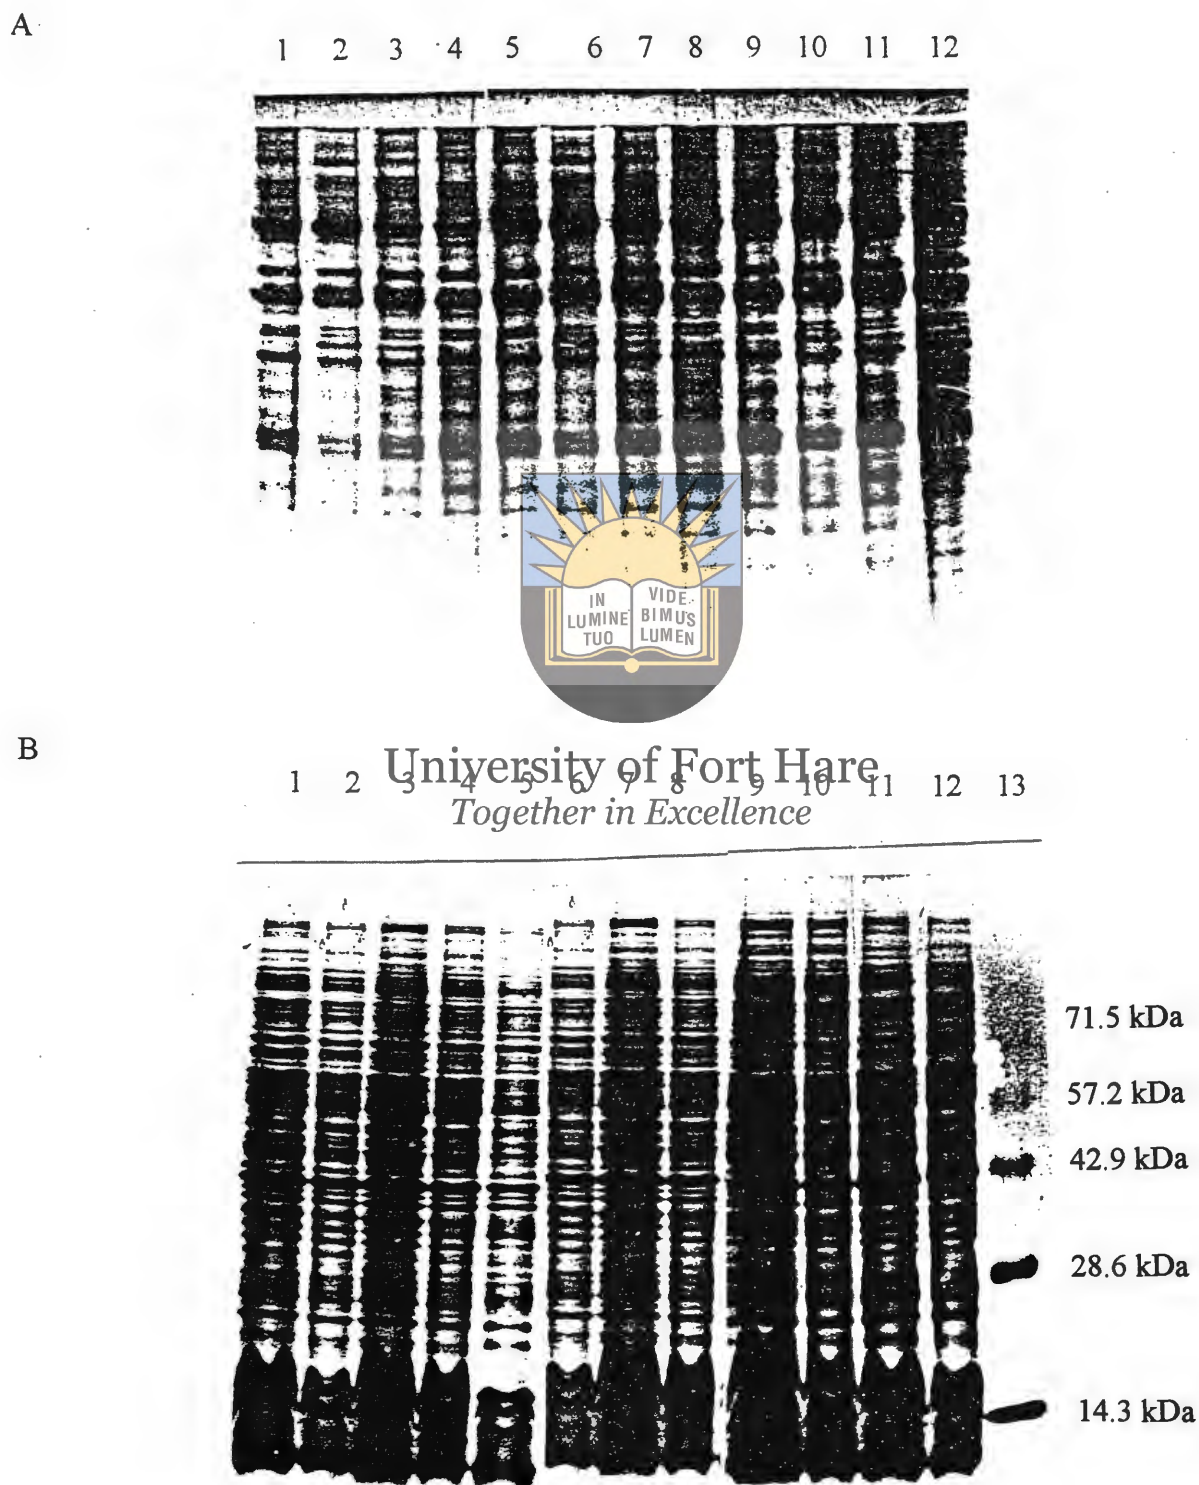 A
1 2 3 4 5 6 7 8 9 10 11 12
IN
LUMINE
TUO
VIDE
BIMUS
LUMEN
B
University of Fort Hare
1 2 3 4 5 6 7 8 9 10 11 12 13
Together in Excellence
71.5 kDa
57.2 kDa
42.9 kDa
28.6 kDa
14.3 kDa